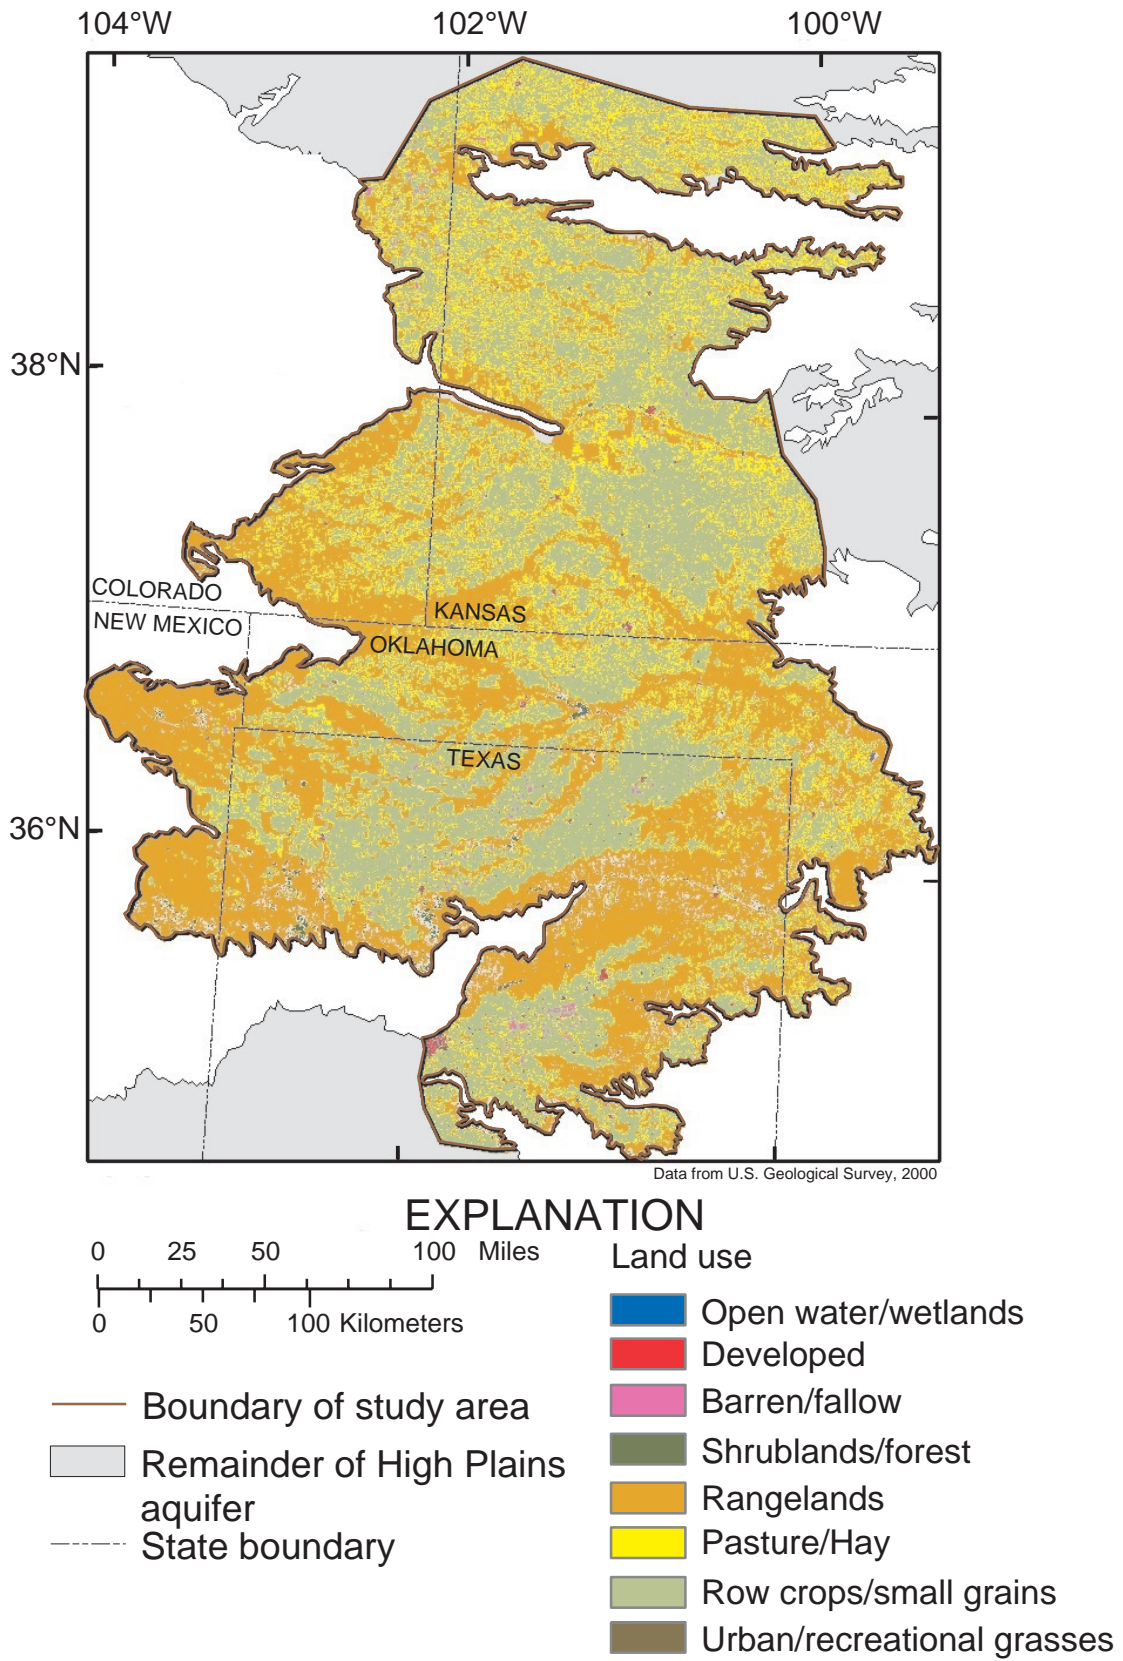 104°W 102°W 100°W
38°N
COLORADO
NEW MEXICO
KANSAS
OKLAHOMA
TEXAS
36°N
Data from U.S. Geological Survey, 2000
EXPLANATION
0 25 50 100 Miles
0 50 100 Kilometers
Boundary of study area
Remainder of High Plains
aquifer
State boundary
Land use
Open water/wetlands
Developed
Barren/fallow
Shrublands/forest
Rangelands
Pasture/Hay
Row crops/small grains
Urban/recreational grasses